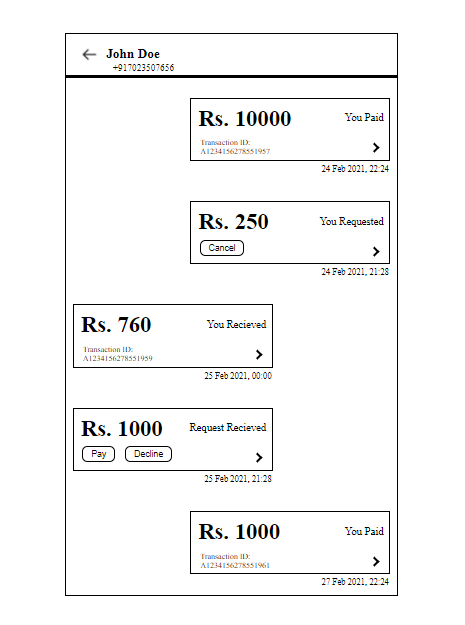 John Doe
+917023507656
Rs. 10000
You Paid
Transaction ID:
A1234156278551957
24 Feb 2021, 22:24
Rs. 250
You Requested
Cancel
24 Feb 2021, 21:28
Rs. 760
You Recieved
Transaction ID:
A1234156278551959
25 Feb 2021, 00:00
Rs. 1000
Request Recieved
Pay
Decline
25 Feb 2021, 21:28
Rs. 1000
You Paid
Transaction ID:
A1234156278551961
27 Feb 2021, 22:24